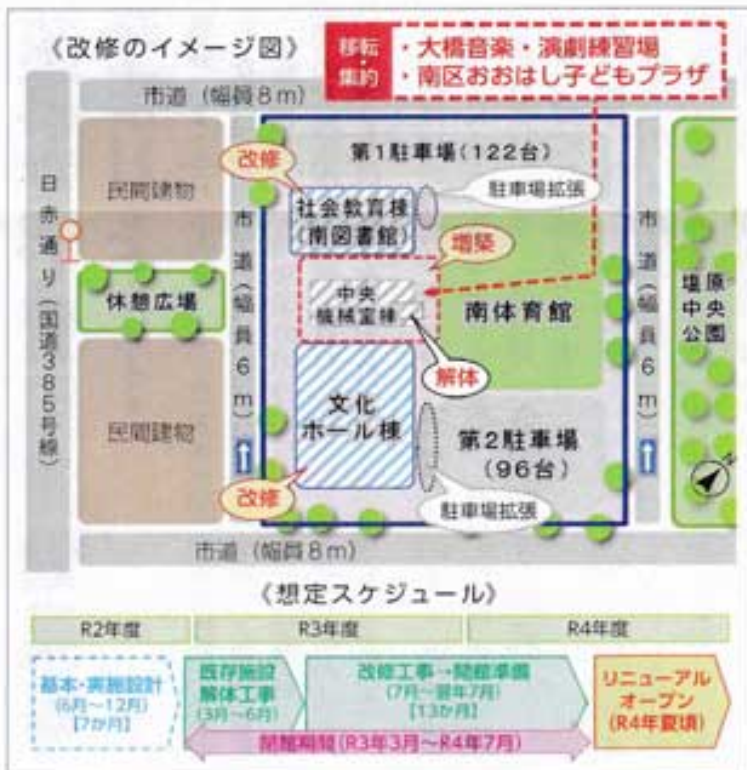 《改修のイメージ図》
移転・集約
・大橋音楽・演劇練習場
・南区おおはし子どもプラザ
市道（幅員8m）
日赤通り（国道385号線）
民間建物
休憩広場
民間建物
市道（幅員6m）
第1駐車場（122台）
改修
社会教育棟
（南図書館）
駐車場拡張
増築
中央
機械室棟
解体
南体育館
文化
ホール棟
改修
第2駐車場
（96台）
駐車場拡張
市道（幅員6m）
塩原
中央
公園
N
市道（幅員8m）
《想定スケジュール》
R2年度
R3年度
R4年度
基本・実施設計
（6月〜12月）
【7か月】
既存施設
解体工事
（3月〜6月）
改修工事→開館準備
（7月〜翌年7月）
【13か月】
リニューアル
オープン
（R4年夏頃）
閉館期間（R3年3月〜R4年7月）